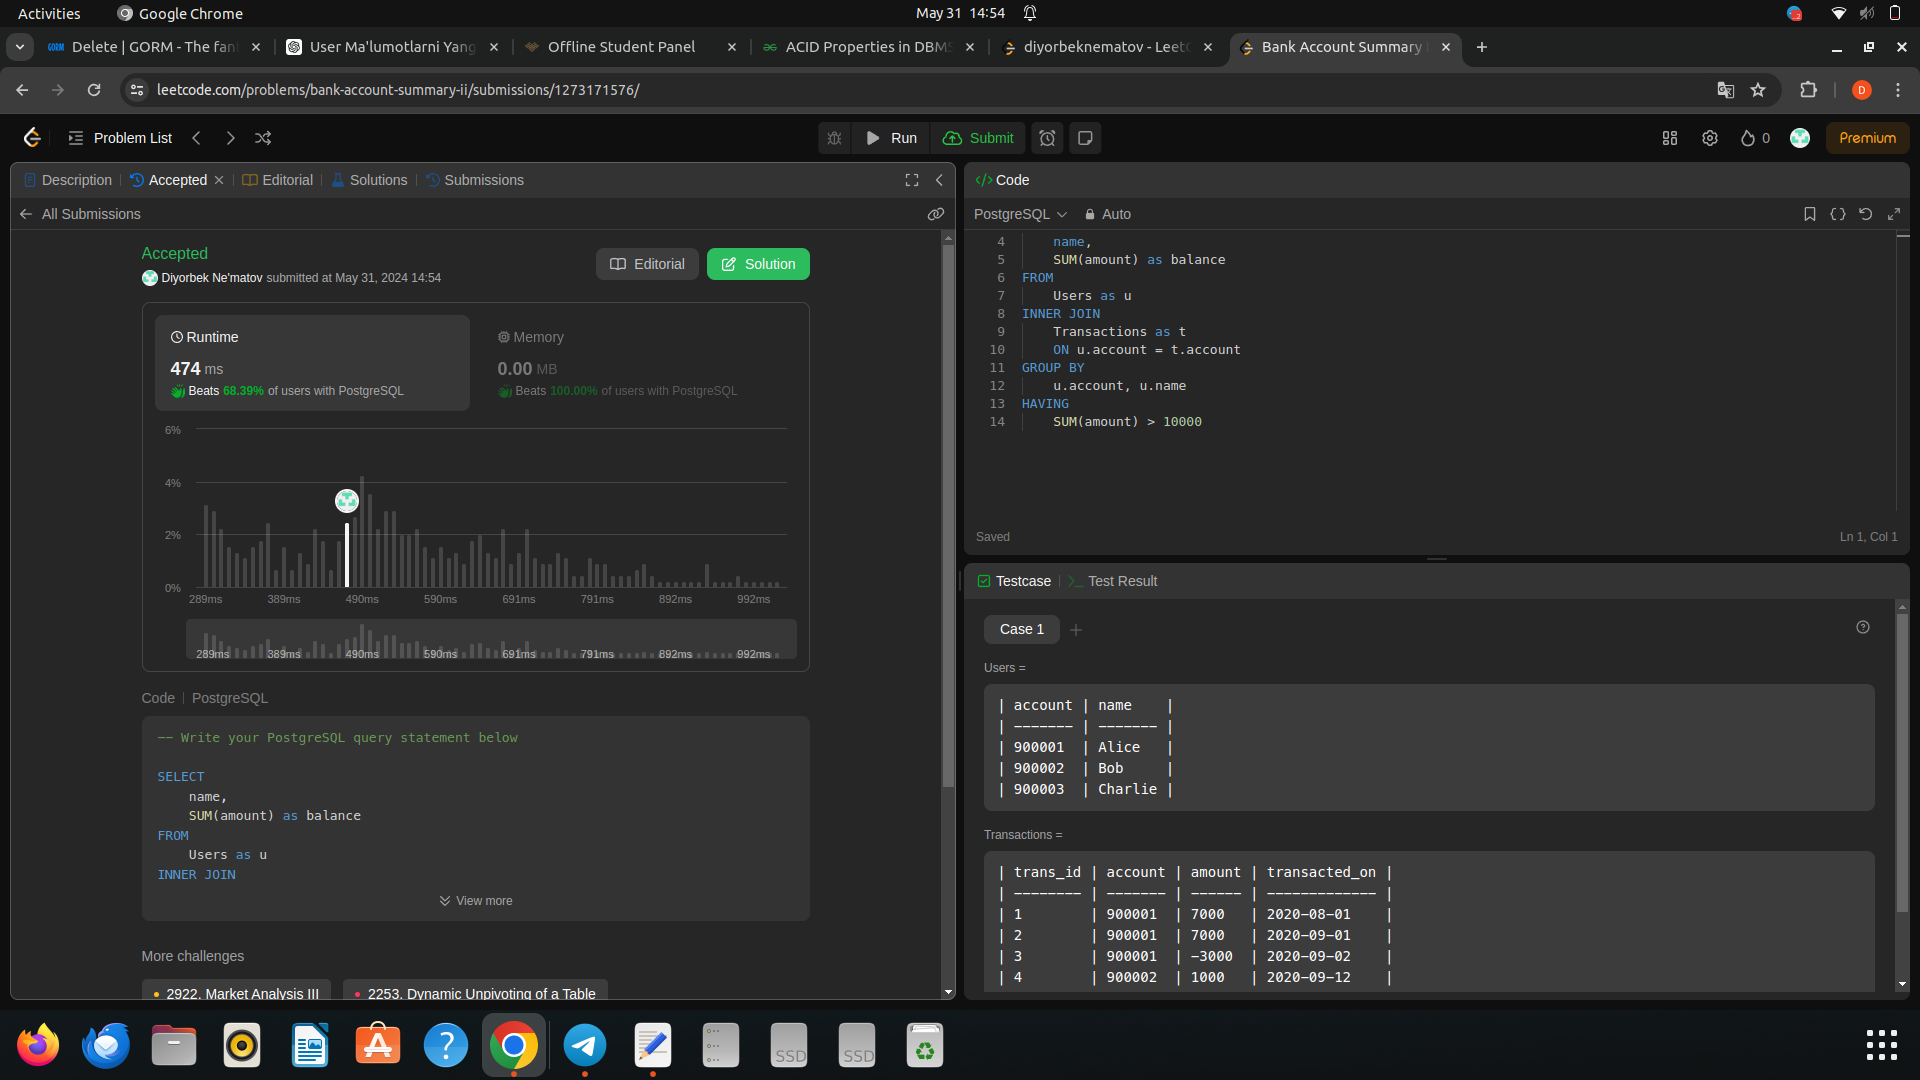 Activities
Google Chrome
May 31 14:54
Delete | GORM - The fan
User Ma'lumotlarni Yang
Offline Student Panel
ACID Properties in DBMS
diyorbeknematov - LeetC
Bank Account Summary
leetcode.com/problems/bank-account-summary-ii/submissions/1273171576/
D
Problem List
Run
Submit
0
Premium
Description
Accepted
Editorial
Solutions
Submissions
All Submissions
Accepted
Diyorbek Ne'matov submitted at May 31, 2024 14:54
Editorial
Solution
Runtime
474 ms
Beats 68.39% of users with PostgreSQL
Memory
0.00 MB
Beats 100.00% of users with PostgreSQL
6%
4%
2%
0%
289ms 389ms 490ms 590ms 691ms 791ms 892ms 992ms
289ms 389ms 490ms 590ms 691ms 791ms 892ms 992ms
Code | PostgreSQL
-- Write your PostgreSQL query statement below
SELECT
name,
SUM(amount) as balance
FROM
Users as u
INNER JOIN
View more
More challenges
2922. Market Analysis III
2253. Dynamic Unpivoting of a Table
</> Code
PostgreSQL
Auto
4 name,
5 SUM(amount) as balance
6 FROM
7 Users as u
8 INNER JOIN
9 Transactions as t
10 ON u.account = t.account
11 GROUP BY
12 u.account, u.name
13 HAVING
14 SUM(amount) > 10000
Saved
Ln 1, Col 1
Testcase
Test Result
Case 1
Users =
| account | name |
| ------- | ------- |
| 900001 | Alice |
| 900002 | Bob |
| 900003 | Charlie |
Transactions =
| trans_id | account | amount | transacted_on |
| -------- | ------- | ------ | ------------- |
| 1 | 900001 | 7000 | 2020-08-01 |
| 2 | 900001 | 7000 | 2020-09-01 |
| 3 | 900001 | -3000 | 2020-09-02 |
| 4 | 900002 | 1000 | 2020-09-12 |
SSD
SSD